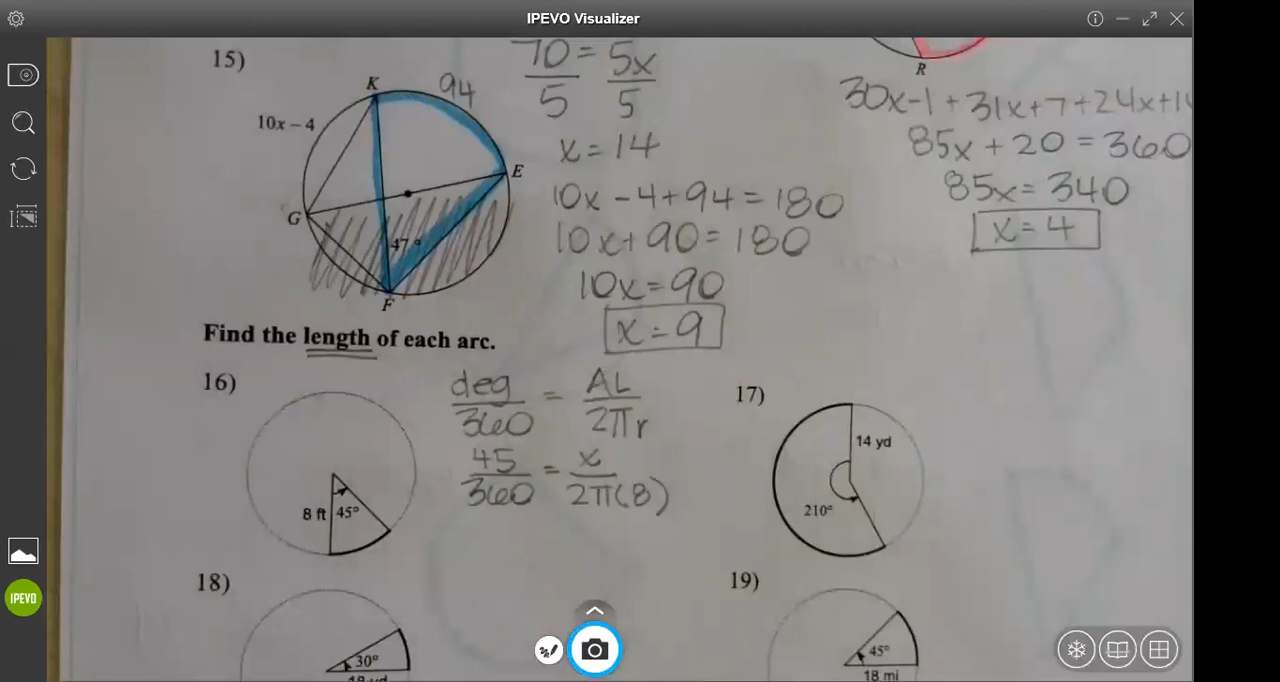 IPEVO Visualizer
15)
K
94
10x – 4
E
G
47°
F
70 = 5x
5 5
x = 14
10x - 4 + 94 = 180
10x + 90 = 180
10x = 90
x = 9
R
30x-1 + 31x+7 + 24x+14
85x + 20 = 360
85x = 340
x = 4
Find the length of each arc.
16)
8 ft
45°
deg = AL
360 2πr
45 = x
360 2π(8)
17)
14 yd
210°
18)
30°
19)
45°
18 mi
IPEVO